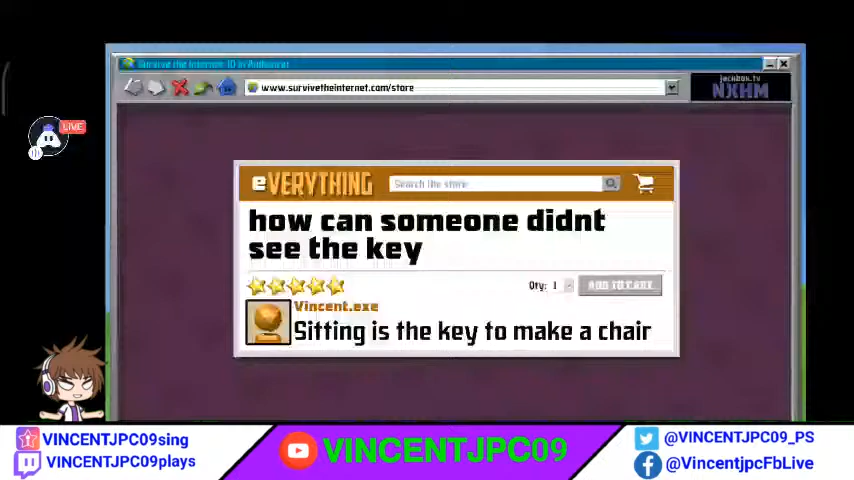 Survive the Internet: ID in Audience!
www.survivetheinternet.com/store
jackbox.tv
NXHM
LIVE
eVERYTHING
Search the store
how can someone didnt
see the key
Qty: 1
ADD TO CART
Vincent.exe
Sitting is the key to make a chair
VINCENTJPC09sing
VINCENTJPC09plays
VINCENTJPC09
@VINCENTJPC09_PS
@VincentjpcFbLive